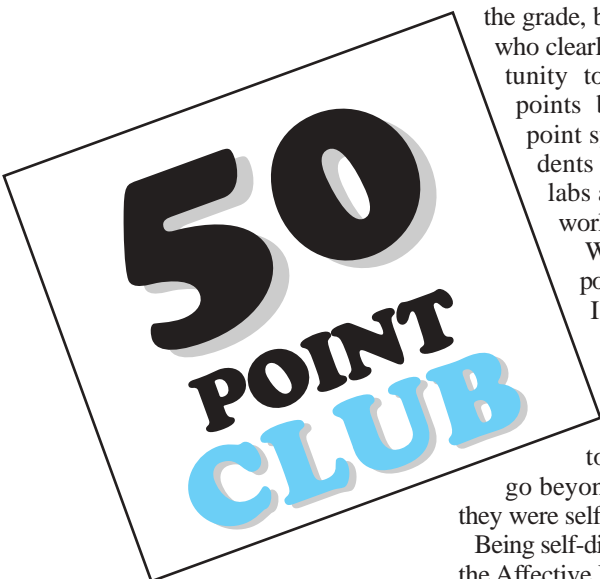 50
POINT
CLUB
the grade, b
who clearl
tunity to
points b
point s
dents
labs a
wor
W
po
I
to
go beyon
they were self
Being self-di
the Affective